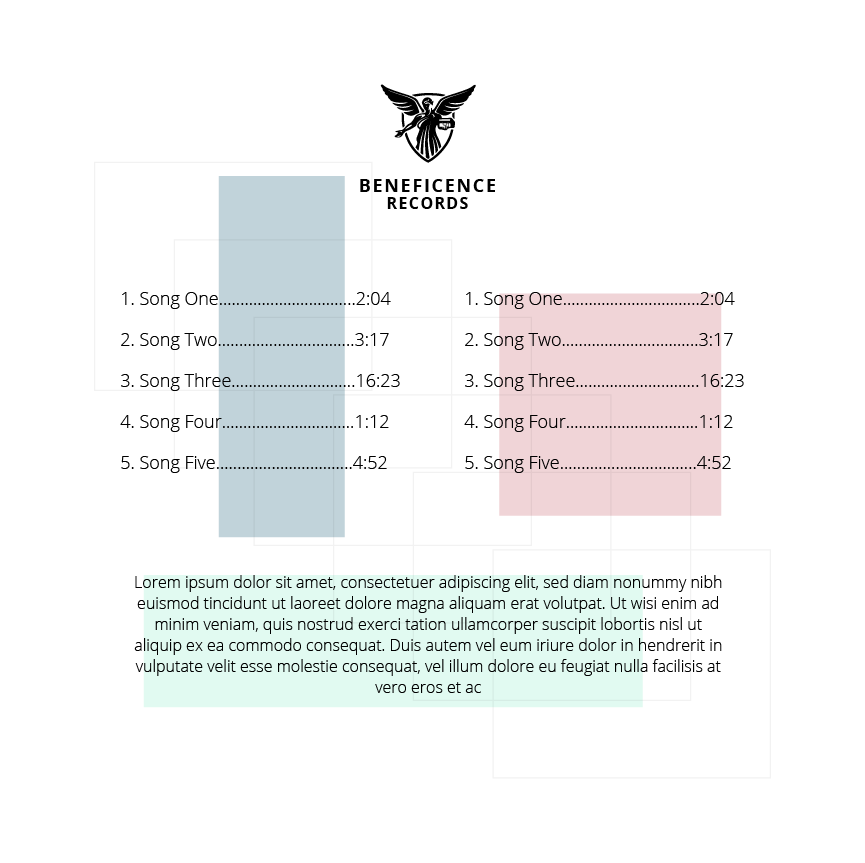 BENEFICENCE
RECORDS
1. Song One................................2:04
2. Song Two................................3:17
3. Song Three.............................16:23
4. Song Four...............................1:12
5. Song Five................................4:52
1. Song One................................2:04
2. Song Two................................3:17
3. Song Three.............................16:23
4. Song Four...............................1:12
5. Song Five................................4:52
Lorem ipsum dolor sit amet, consectetuer adipiscing elit, sed diam nonummy nibh
euismod tincidunt ut laoreet dolore magna aliquam erat volutpat. Ut wisi enim ad
minim veniam, quis nostrud exerci tation ullamcorper suscipit lobortis nisl ut
aliquip ex ea commodo consequat. Duis autem vel eum iriure dolor in hendrerit in
vulputate velit esse molestie consequat, vel illum dolore eu feugiat nulla facilisis at
vero eros et ac